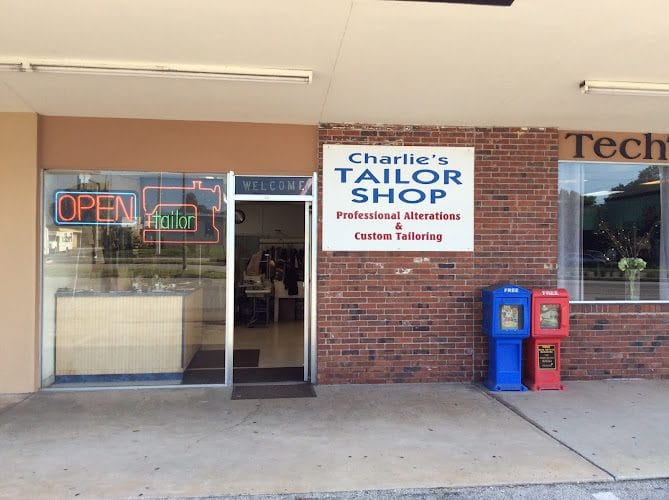 OPEN
tailor
WELCOME
Charlie's
TAILOR
SHOP
Professional Alterations
&
Custom Tailoring
Tech
FREE
FREE